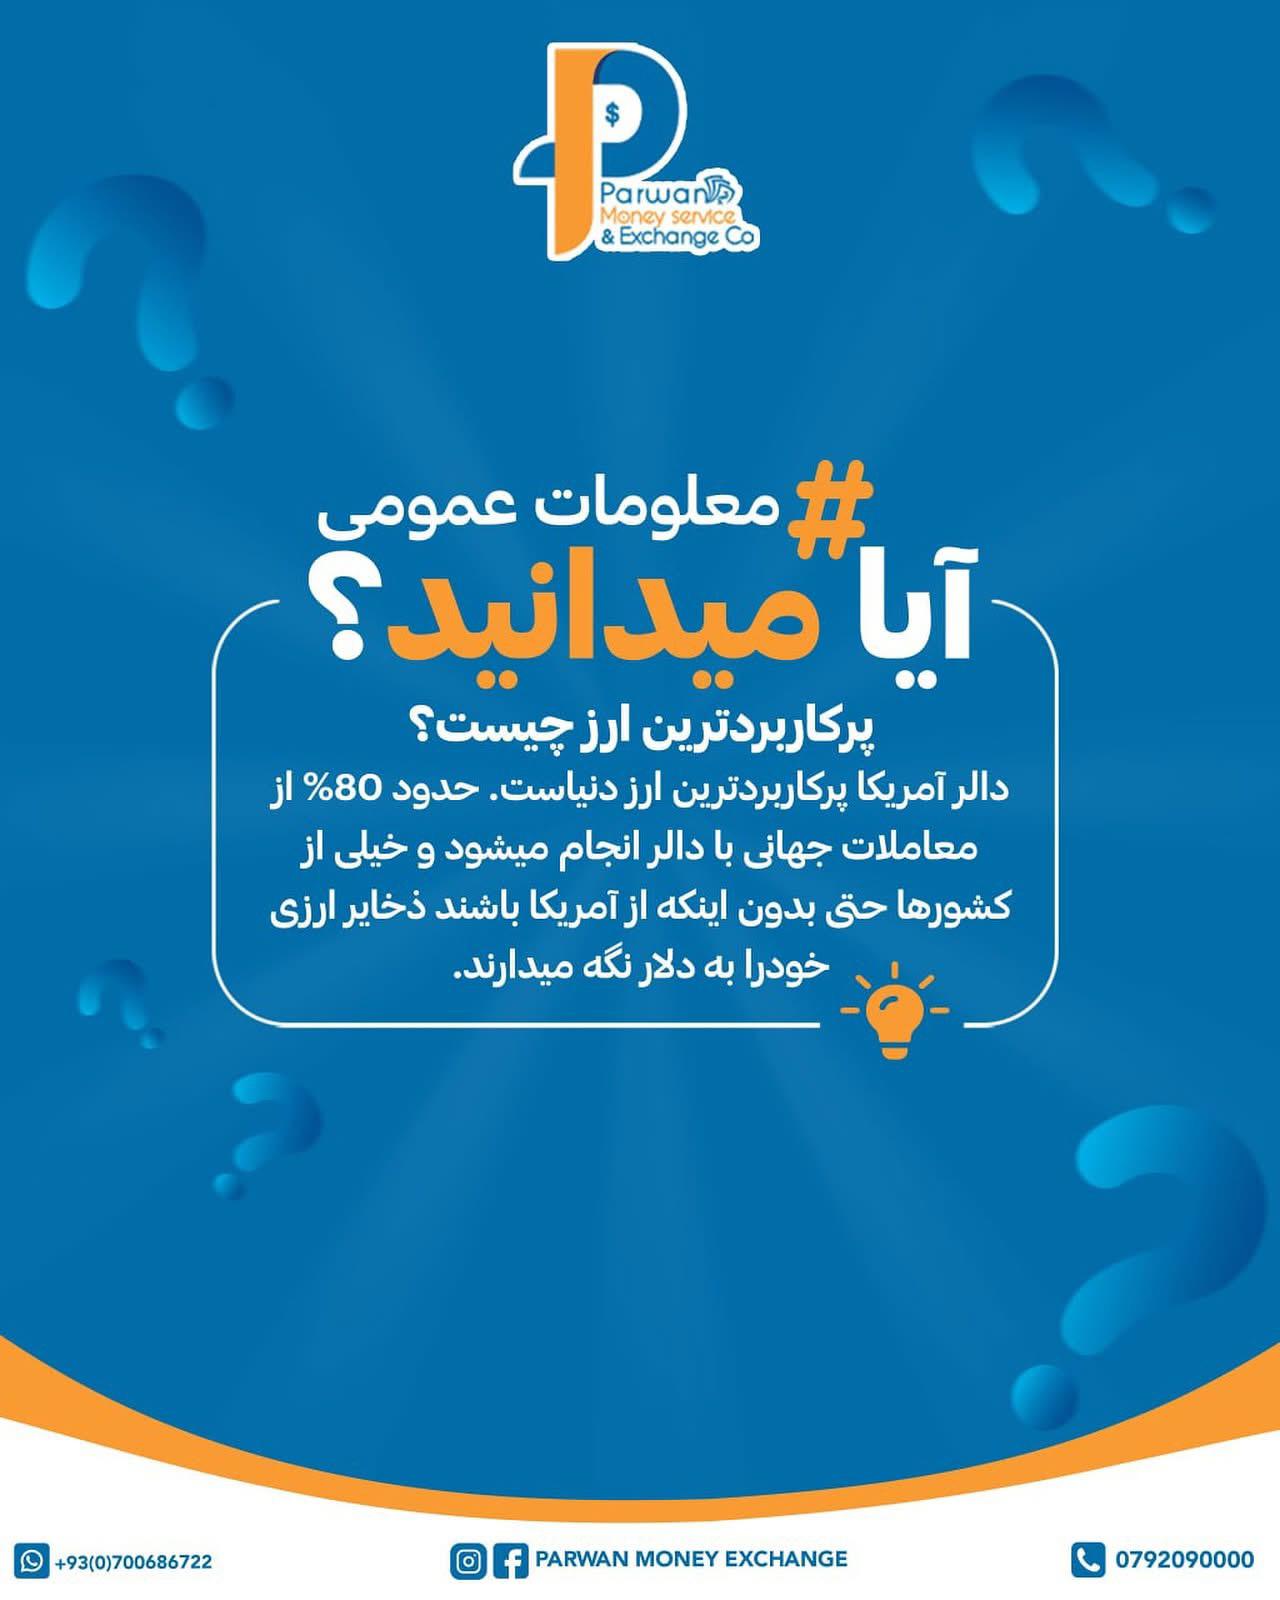 $
Parwan
Money service
& Exchange Co
#معلومات عمومی
آیا میدانید؟
پرکاربردترین ارز چیست؟
دالر آمریکا پرکاربردترین ارز دنیاست. حدود 80% از
معاملات جهانی با دالر انجام میشود و خیلی از
کشورها حتی بدون اینکه از آمریکا باشند ذخایر ارزی
خودرا به دلار نگه میدارند.
+93(0)700686722
PARWAN MONEY EXCHANGE
0792090000